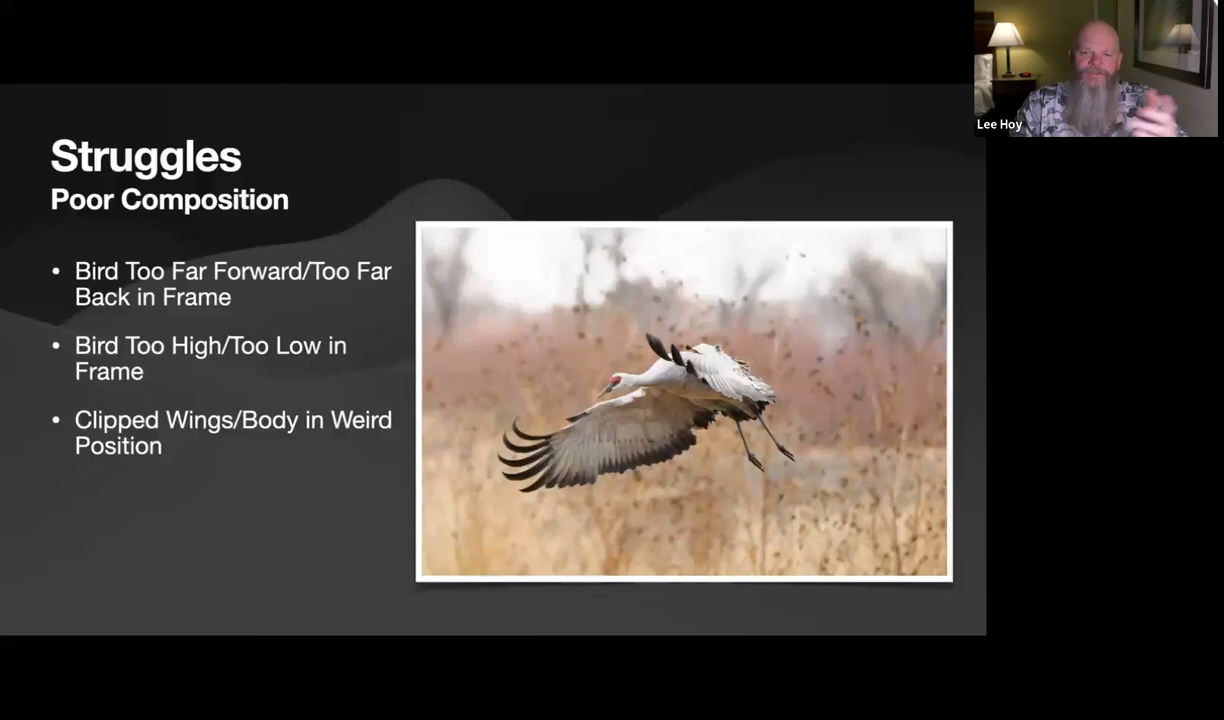 Lee Hoy
Struggles
Poor Composition
• Bird Too Far Forward/Too Far
Back in Frame
• Bird Too High/Too Low in
Frame
• Clipped Wings/Body in Weird
Position